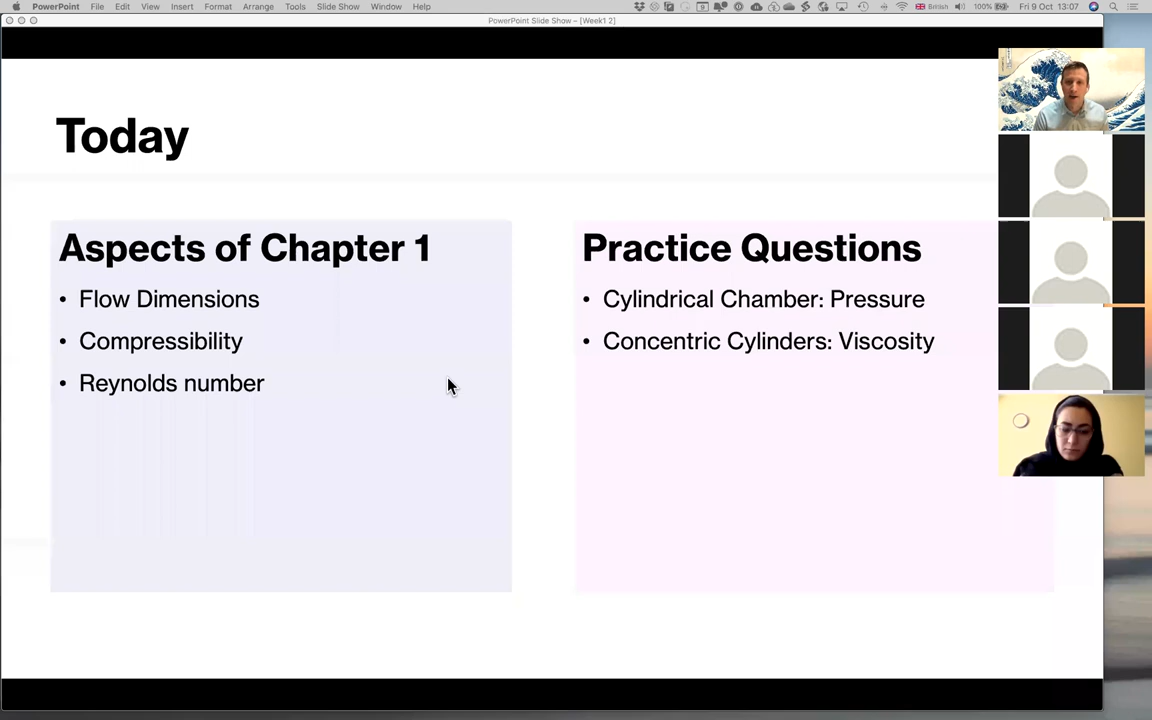 PowerPoint File Edit View Insert Format Arrange Tools Slide Show Window Help
British 100% Fri 9 Oct 13:07
PowerPoint Slide Show – [Week1 2]
Today
Aspects of Chapter 1
• Flow Dimensions
• Compressibility
• Reynolds number
Practice Questions
• Cylindrical Chamber: Pressure
• Concentric Cylinders: Viscosity